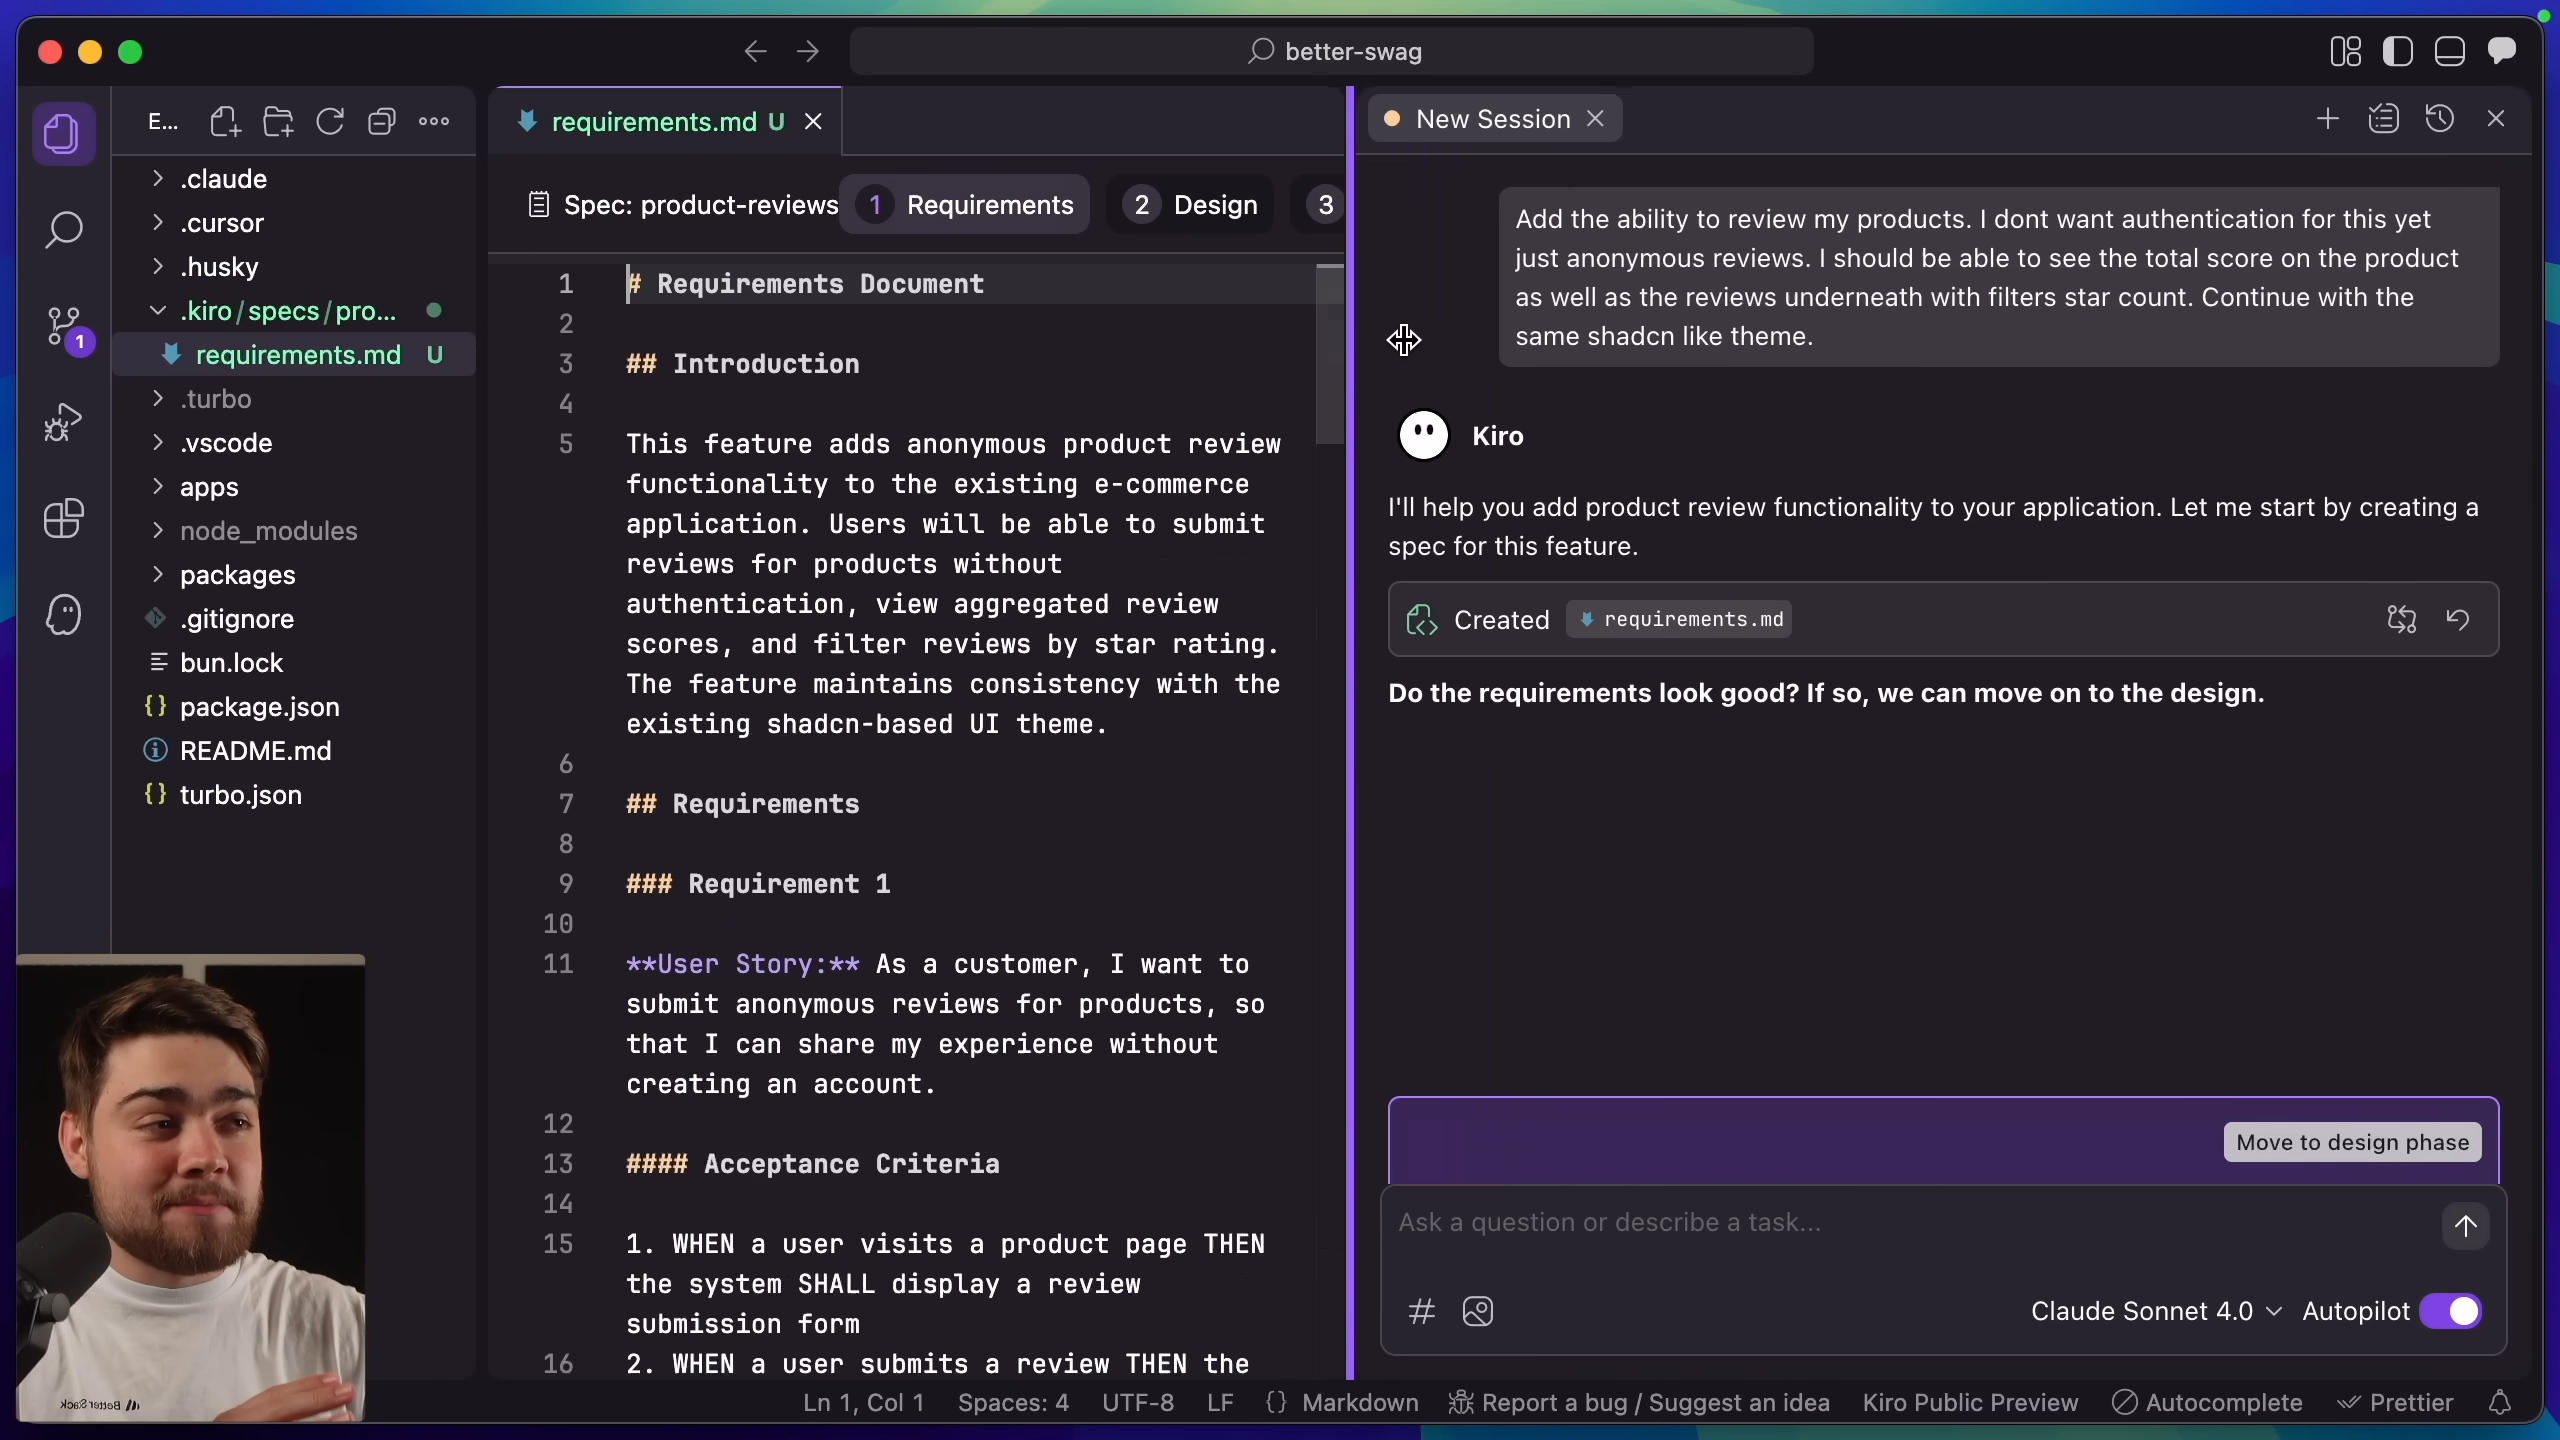 better-swag
E...
.claude
.cursor
.husky
.kiro/specs/pro...
requirements.md U
.turbo
.vscode
apps
node_modules
packages
.gitignore
bun.lock
package.json
README.md
turbo.json
1
requirements.md U
Spec: product-reviews 1 Requirements 2 Design 3
1 # Requirements Document
2
3 ## Introduction
4
5 This feature adds anonymous product review
functionality to the existing e-commerce
application. Users will be able to submit
reviews for products without
authentication, view aggregated review
scores, and filter reviews by star rating.
The feature maintains consistency with the
existing shadcn-based UI theme.
6
7 ## Requirements
8
9 ### Requirement 1
10
11 **User Story:** As a customer, I want to
submit anonymous reviews for products, so
that I can share my experience without
creating an account.
12
13 #### Acceptance Criteria
14
15 1. WHEN a user visits a product page THEN
the system SHALL display a review
submission form
16 2. WHEN a user submits a review THEN the
New Session
Add the ability to review my products. I dont want authentication for this yet
just anonymous reviews. I should be able to see the total score on the product
as well as the reviews underneath with filters star count. Continue with the
same shadcn like theme.
Kiro
I'll help you add product review functionality to your application. Let me start by creating a
spec for this feature.
Created requirements.md
Do the requirements look good? If so, we can move on to the design.
Move to design phase
Ask a question or describe a task...
# Claude Sonnet 4.0 Autopilot
Better Stack
Ln 1, Col 1 Spaces: 4 UTF-8 LF {} Markdown Report a bug / Suggest an idea Kiro Public Preview Autocomplete Prettier